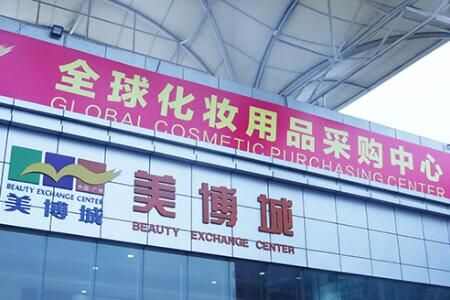 全球化妆用品采购中心
GLOBAL COSMETIC PURCHASING CENTER
美博城
BEAUTY EXCHANGE CENTER
BEAUTY EXCHANGE CENTER
美博城